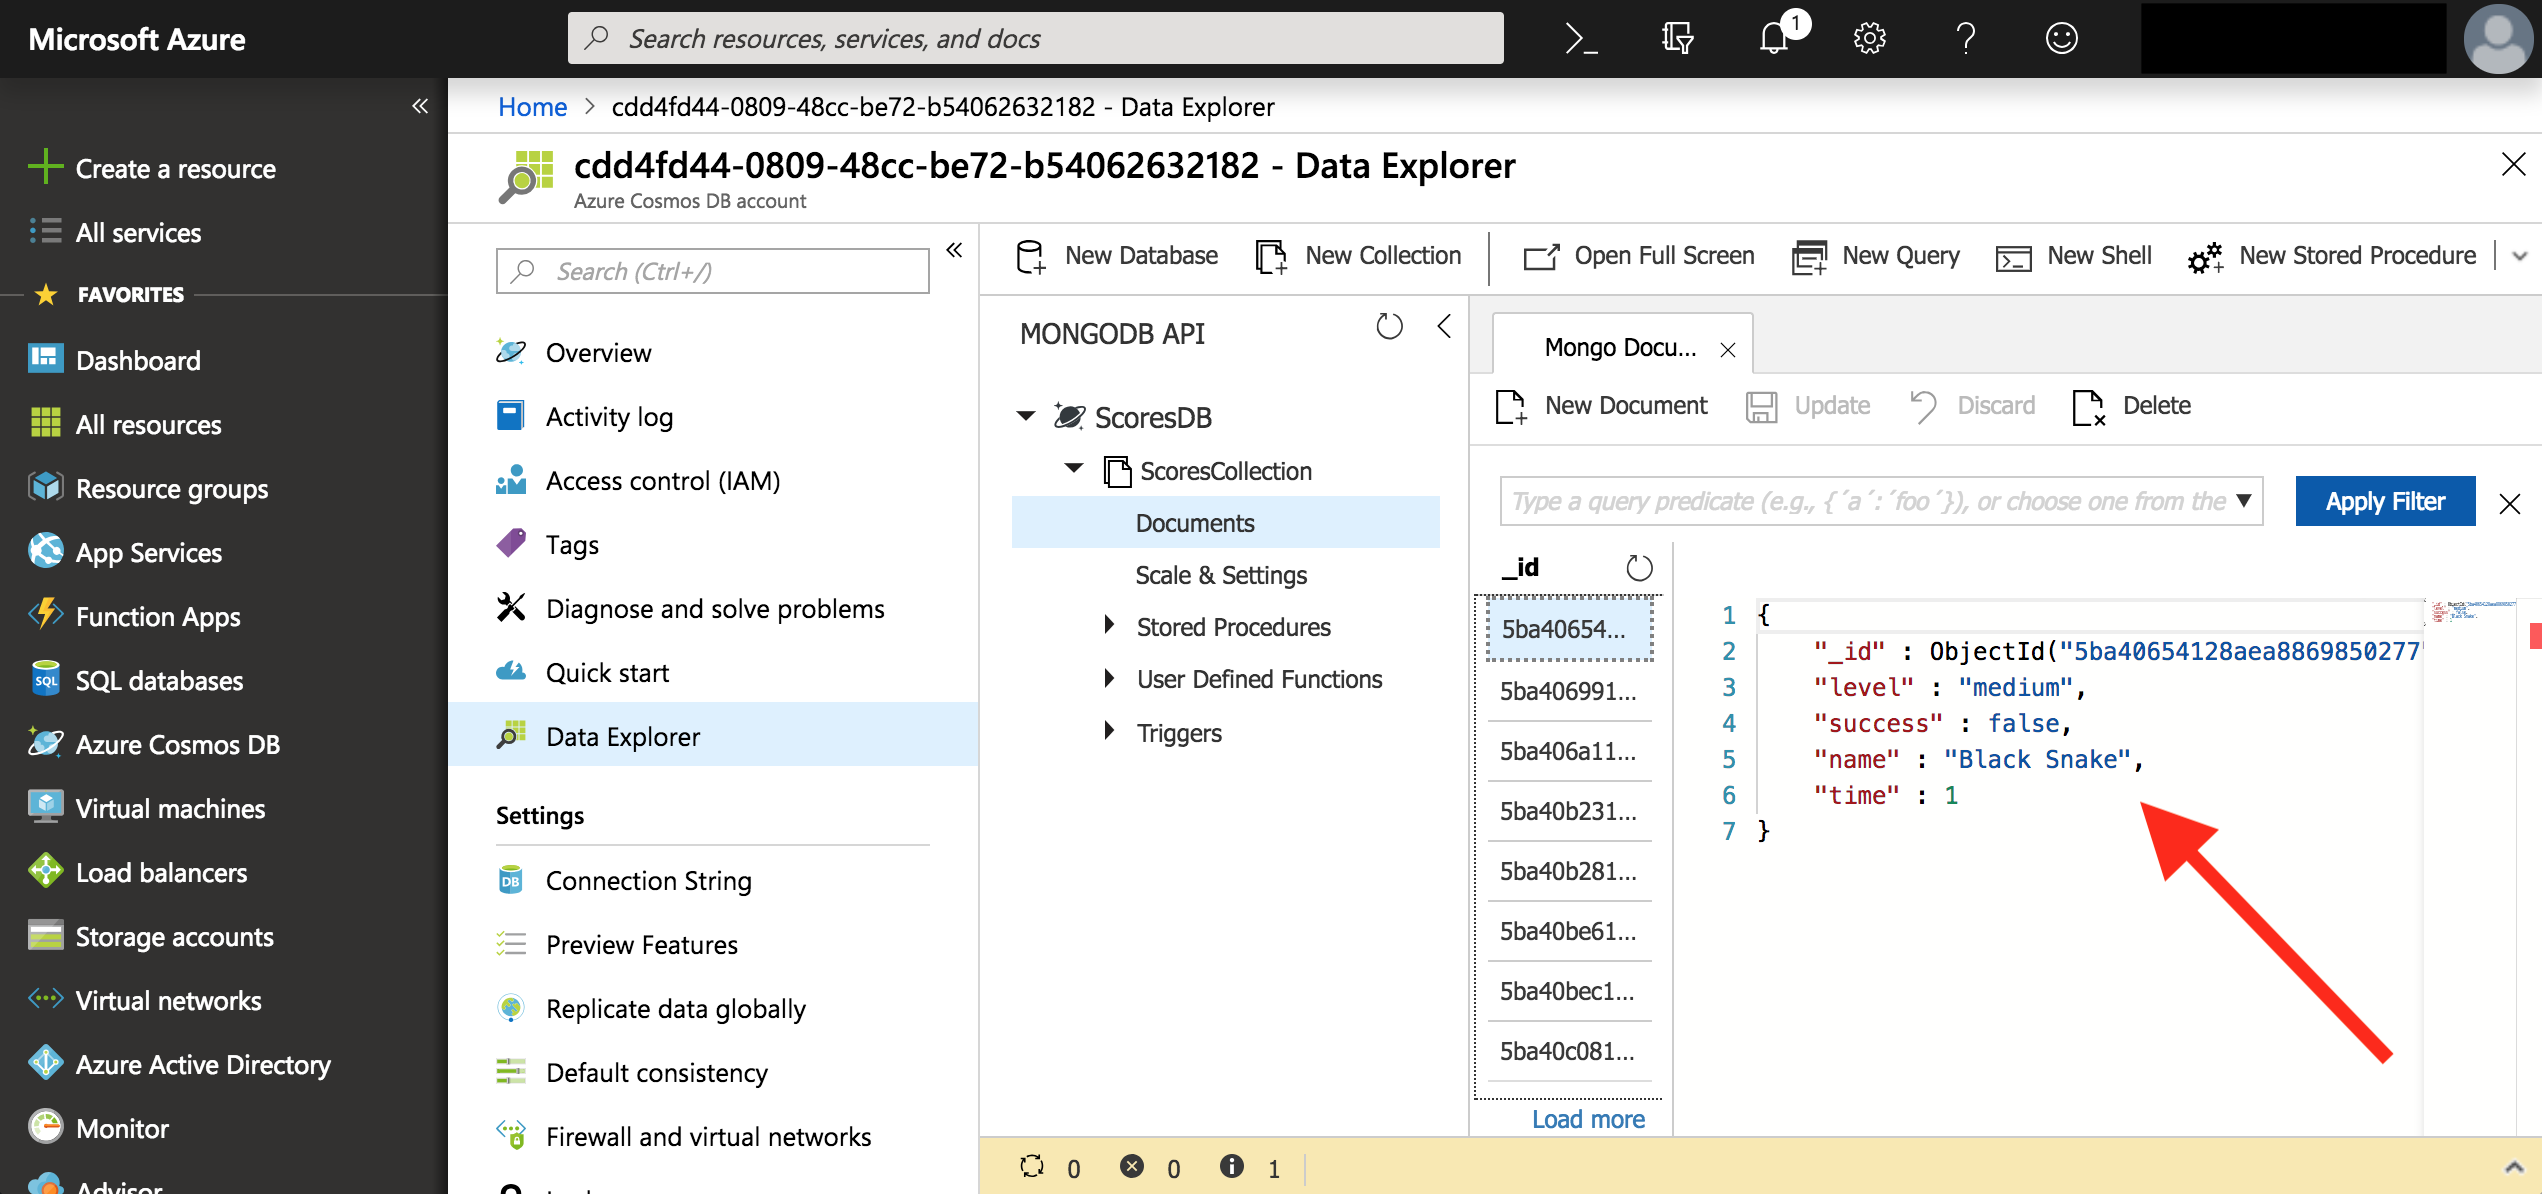 Microsoft Azure
Search resources, services, and docs
1
Home > cdd4fd44-0809-48cc-be72-b54062632182 - Data Explorer
cdd4fd44-0809-48cc-be72-b54062632182 - Data Explorer
Azure Cosmos DB account
Create a resource
All services
FAVORITES
Dashboard
All resources
Resource groups
App Services
Function Apps
SQL databases
Azure Cosmos DB
Virtual machines
Load balancers
Storage accounts
Virtual networks
Azure Active Directory
Monitor
Advisor
Search (Ctrl+/)
Overview
Activity log
Access control (IAM)
Tags
Diagnose and solve problems
Quick start
Data Explorer
Settings
Connection String
Preview Features
Replicate data globally
Default consistency
Firewall and virtual networks
New Database
New Collection
Open Full Screen
New Query
New Shell
New Stored Procedure
MONGODB API
ScoresDB
ScoresCollection
Documents
Scale & Settings
Stored Procedures
User Defined Functions
Triggers
Mongo Docu...
New Document
Update
Discard
Delete
Type a query predicate (e.g., {´a´:´foo´}), or choose one from the
Apply Filter
_id
5ba40654...
5ba406991...
5ba406a11...
5ba40b231...
5ba40b281...
5ba40be61...
5ba40bec1...
5ba40c081...
Load more
1 {
2 "_id" : ObjectId("5ba40654128aea8869850277"
3 "level" : "medium",
4 "success" : false,
5 "name" : "Black Snake",
6 "time" : 1
7 }
0 0 1